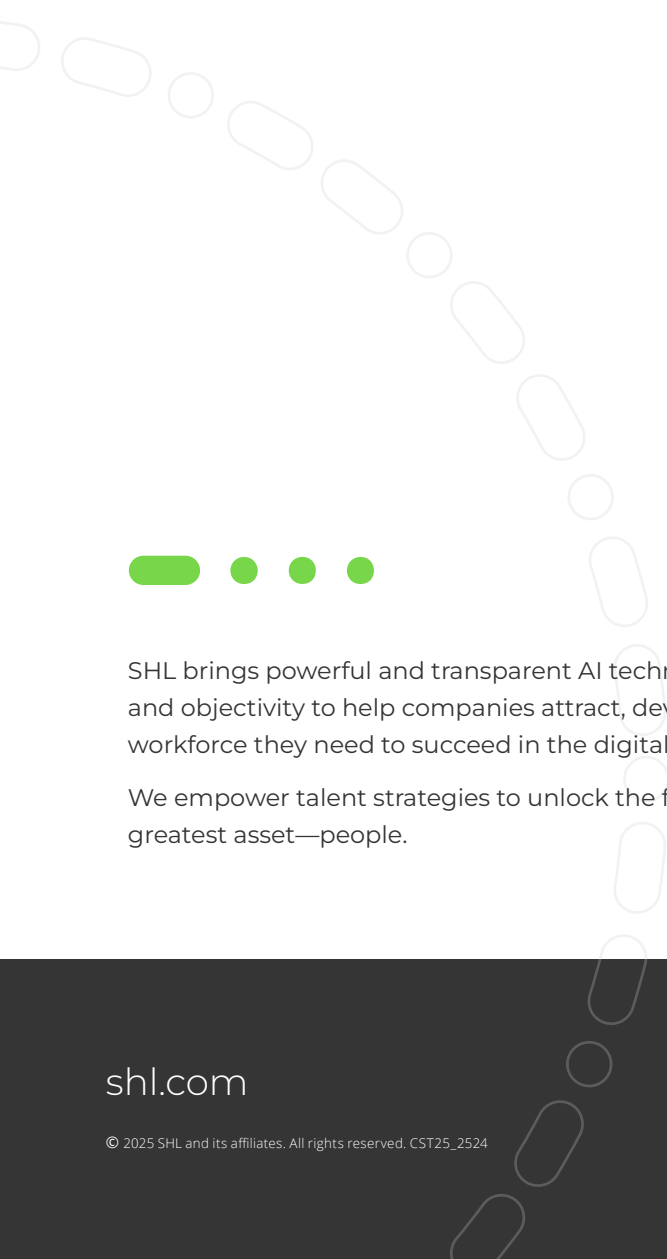 SHL brings powerful and transparent AI
and objectivity to help companies attract,
workforce they need to succeed in the digital
We empower talent strategies to unlock the
greatest asset—people.
shl.com
© 2025 SHL and its affiliates. All rights reserved. CST25_2524